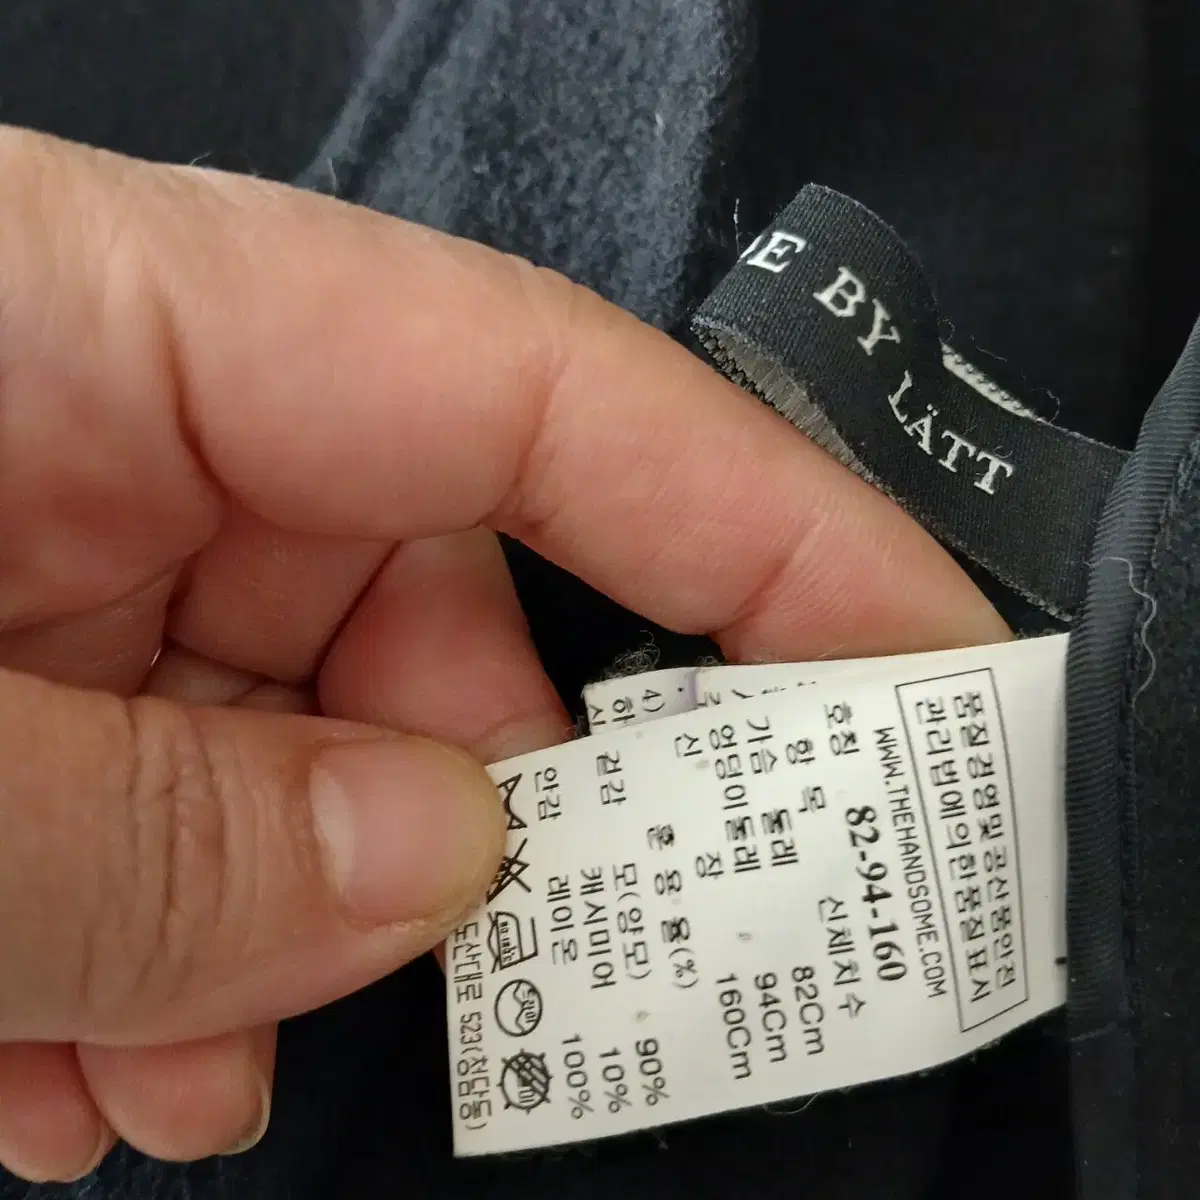 BY LÄTT
품질경영및공산품안전
관리법에의한품질표시
WWW.THEHANDSOME.COM
호칭 82-94-160
항 목 신체치수
가슴 둘레 82Cm
엉덩이둘레 94Cm
신 장 160Cm
혼 용 율(%)
겉감 모(양모) 90%
캐시미어 10%
안감 레이온 100%
도산대로 523(청담동)
4)
하